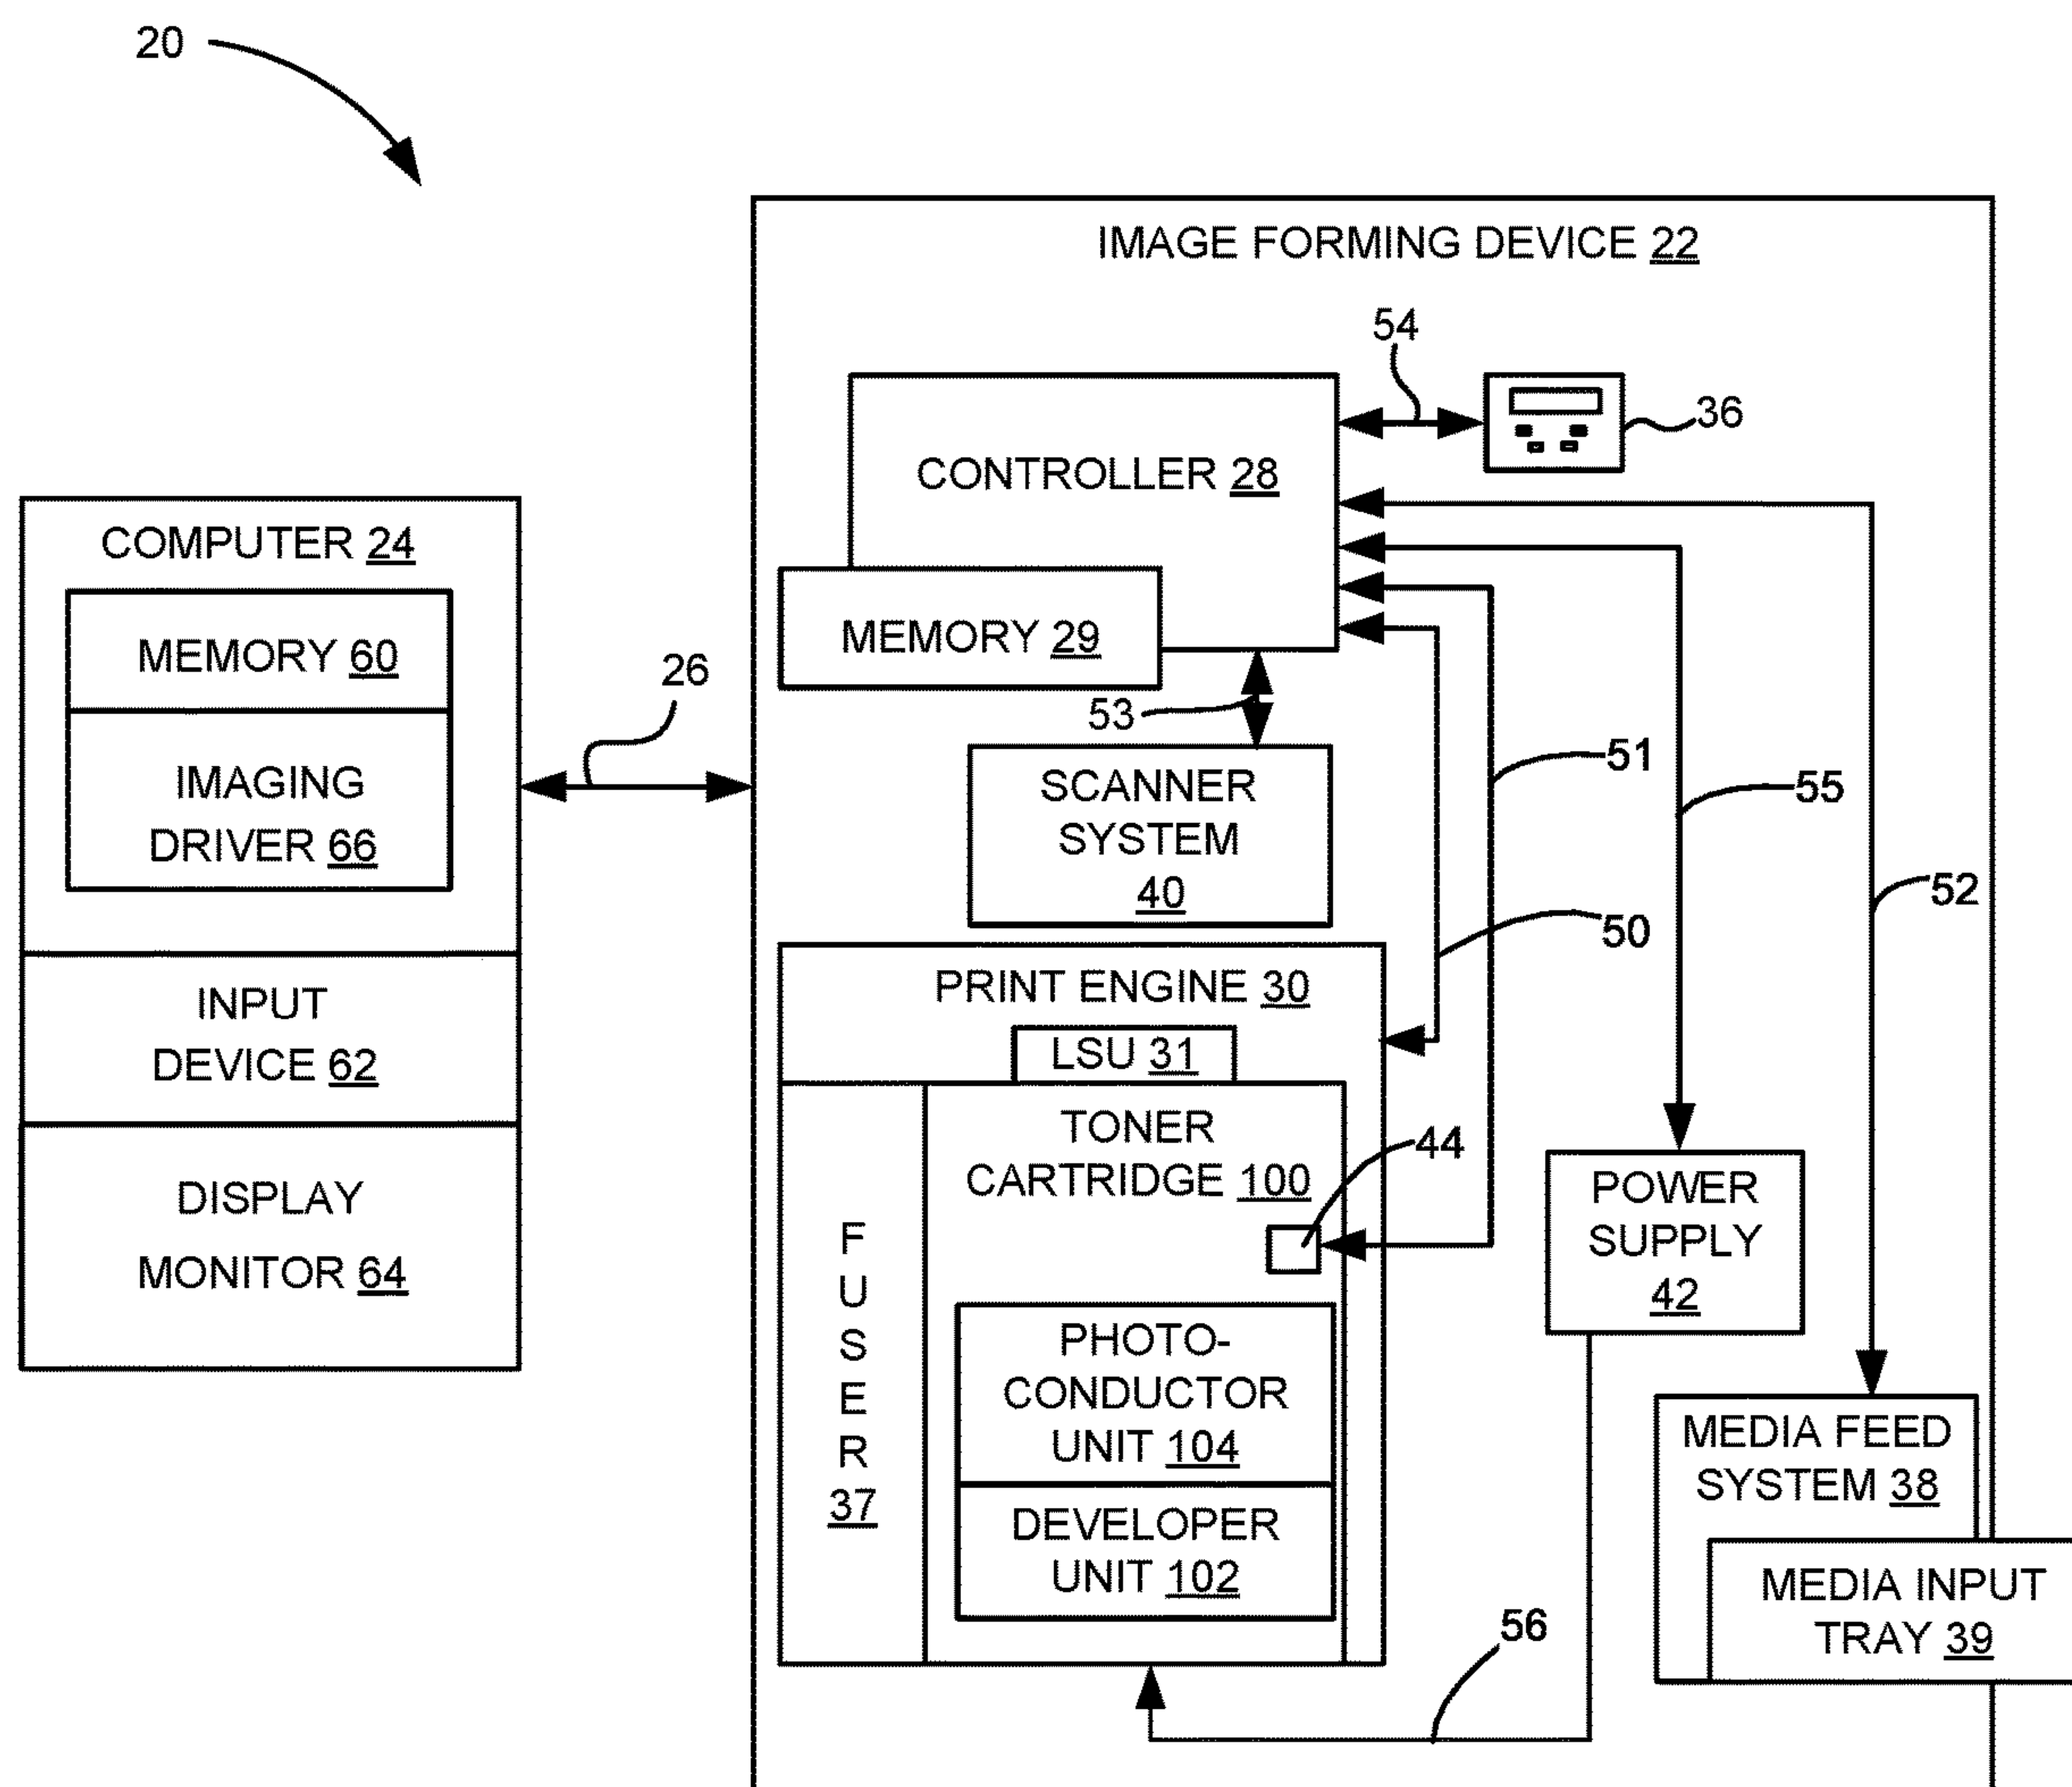 20
IMAGE FORMING DEVICE 22
54
36
CONTROLLER 28
MEMORY 29
COMPUTER 24
MEMORY 60
IMAGING
DRIVER 66
INPUT
DEVICE 62
DISPLAY
MONITOR 64
26
53
SCANNER
SYSTEM
40
51
55
52
50
PRINT ENGINE 30
LSU 31
TONER
CARTRIDGE 100
44
F
U
S
E
R
37
PHOTO-
CONDUCTOR
UNIT 104
DEVELOPER
UNIT 102
POWER
SUPPLY
42
MEDIA FEED
SYSTEM 38
MEDIA INPUT
TRAY 39
56